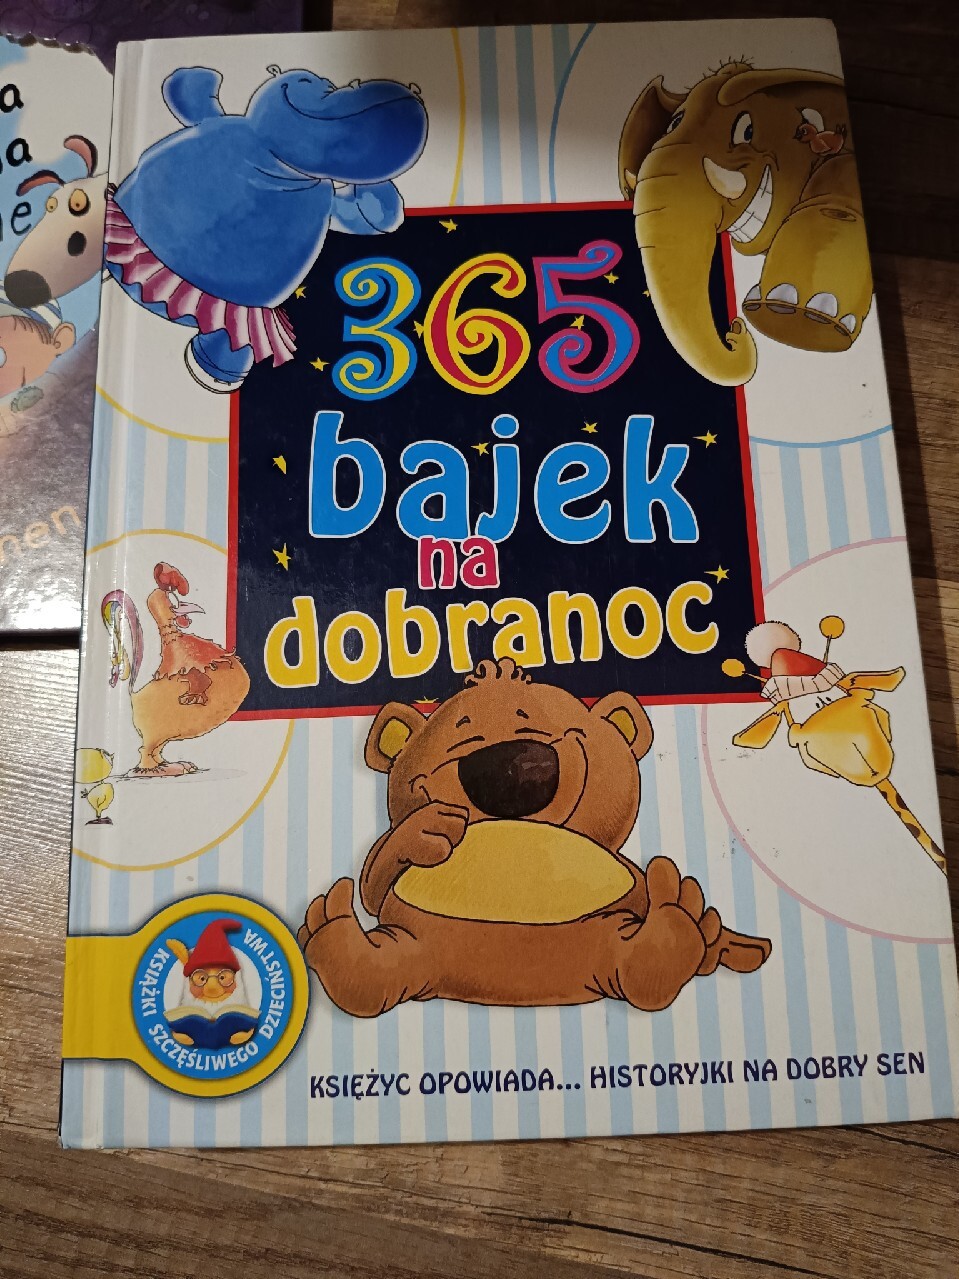 365
bajek
na
dobranoc
KSIĄŻKI SZCZĘŚLIWEGO DZIECIŃSTWA
KSIĘŻYC OPOWIADA... HISTORYJKI NA DOBRY SEN